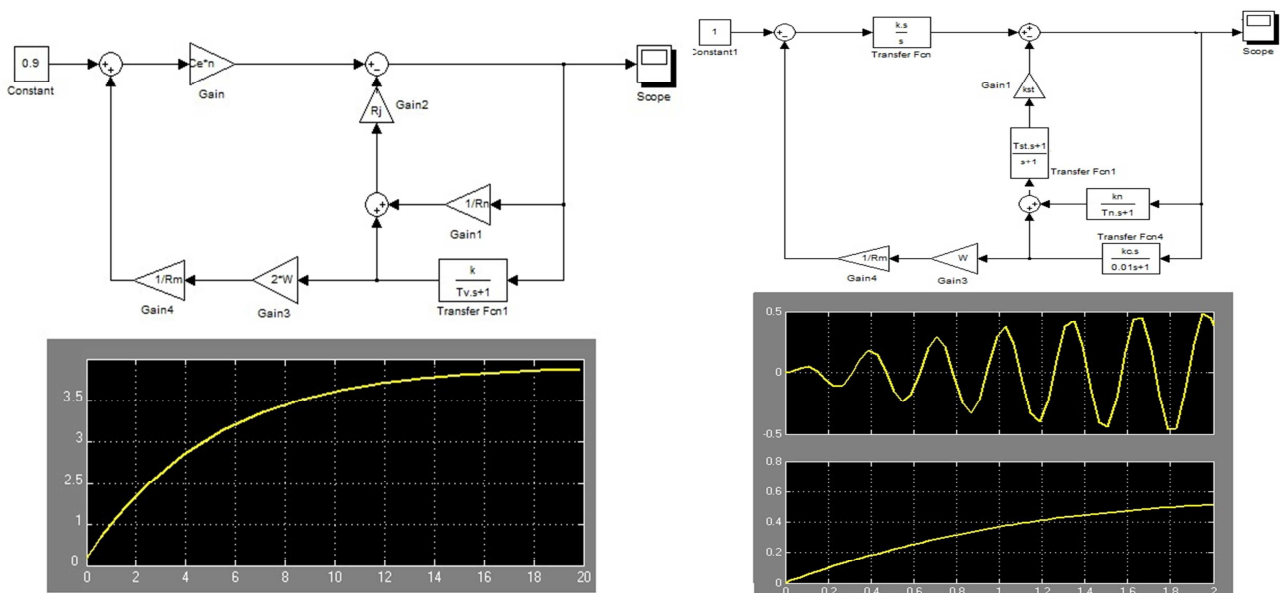 0.9
Constant
Ce*n
Gain
Rj
Gain2
Scope
1/Rn
Gain1
1/Rm
Gain4
2*W
Gain3
k
Tv.s+1
Transfer Fcn1
3.5
3
2.5
1
0
0 2 4 6 8 10 12 14 16 18 20
1
Constant1
k.s
s
Transfer Fcn
Scope
Gain1
kst
Tst.s+1
s+1
Transfer Fcn1
kn
Tn.s+1
Transfer Fcn4
kc.s
0.01s+1
1/Rm
Gain4
W
Gain3
0.5
0
-0.5
0.8
0.6
0.4
0.2
0
0 0.2 0.4 0.6 0.8 1 1.2 1.4 1.6 1.8 2